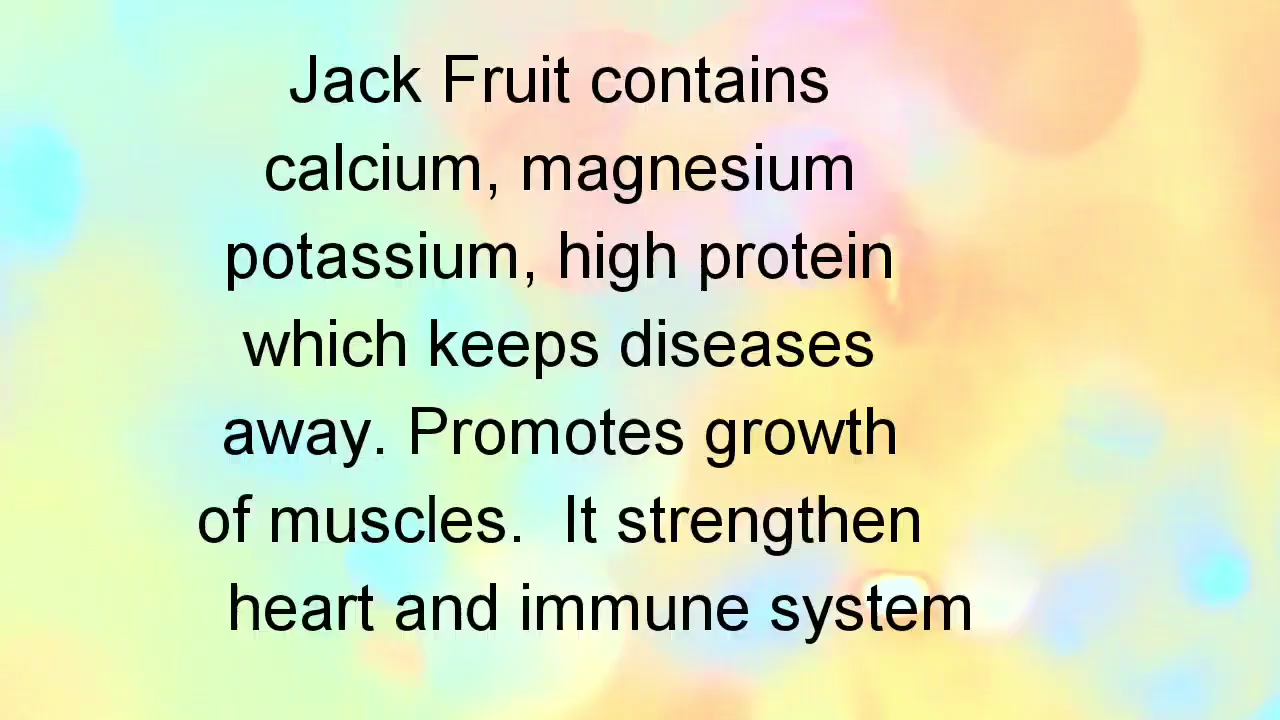 Jack Fruit contains
calcium, magnesium
potassium, high protein
which keeps diseases
away. Promotes growth
of muscles.  It strengthen
heart and immune system